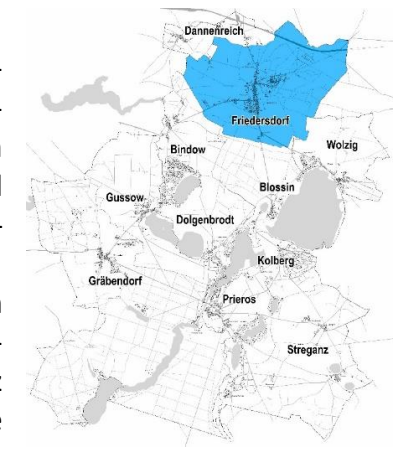 Dannenreich
Friedersdorf
Bindow
Wolzig
Gussow
Blossin
Dolgenbrodt
Kolberg
Gräbendorf
Prieros
Streganz